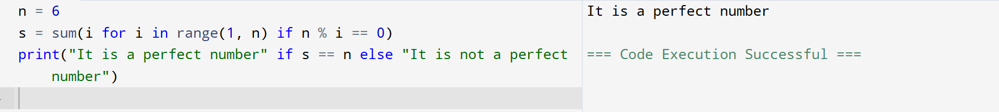 n = 6
s = sum(i for i in range(1, n) if n % i == 0)
print("It is a perfect number" if s == n else "It is not a perfect
number")
It is a perfect number
=== Code Execution Successful ===